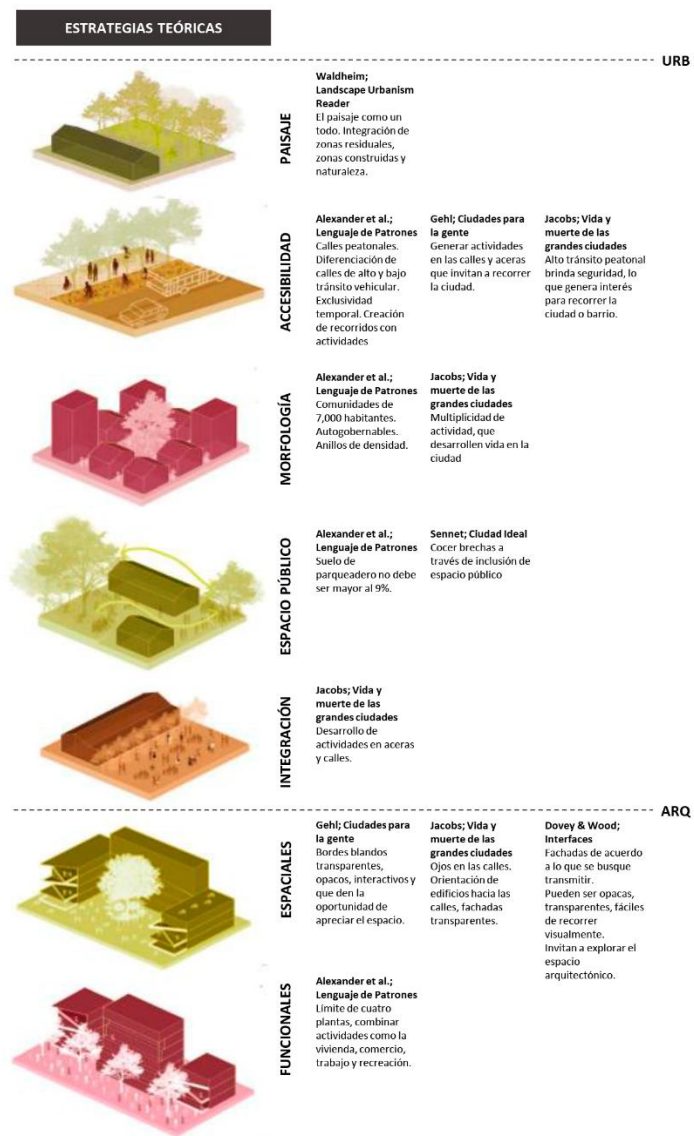 ESTRATEGIAS TEÓRICAS
URB
PAISAJE
Waldheim;
Landscape Urbanism
Reader
El paisaje como un
todo. Integración de
zonas residuales,
zonas construidas y
naturaleza.
ACCESIBILIDAD
Alexander et al.;
Lenguaje de Patrones
Calles peatonales.
Diferenciación de
calles de alto y bajo
tránsito vehicular.
Exclusividad
temporal. Creación
de recorridos con
actividades
Gehl; Ciudades para
la gente
Generar actividades
en las calles y aceras
que invitan a recorrer
la ciudad.
Jacobs; Vida y
muerte de las
grandes ciudades
Alto tránsito peatonal
brinda seguridad, lo
que genera interés
para recorrer la
ciudad o barrio.
MORFOLOGÍA
Alexander et al.;
Lenguaje de Patrones
Comunidades de
7,000 habitantes.
Autogobernables.
Anillos de densidad.
Jacobs; Vida y
muerte de las
grandes ciudades
Multiplicidad de
actividad, que
desarrollen vida en la
ciudad
ESPACIO PÚBLICO
Alexander et al.;
Lenguaje de Patrones
Suelo de
parqueadero no debe
ser mayor al 9%.
Sennet; Ciudad Ideal
Cocer brechas a
través de inclusión de
espacio público
INTEGRACIÓN
Jacobs; Vida y
muerte de las
grandes ciudades
Desarrollo de
actividades en aceras
y calles.
ARQ
ESPACIALES
Gehl; Ciudades para
la gente
Bordes blandos
transparentes,
opacos, interactivos y
que den la
oportunidad de
apreciar el espacio.
Jacobs; Vida y
muerte de las
grandes ciudades
Ojos en las calles.
Orientación de
edificios hacia las
calles, fachadas
transparentes.
Dovey & Wood;
Interfaces
Fachadas de acuerdo
a lo que se busque
transmitir.
Pueden ser opacas,
transparentes, fáciles
de recorrer
visualmente.
Invitan a explorar el
espacio
arquitectónico.
FUNCIONALES
Alexander et al.;
Lenguaje de Patrones
Límite de cuatro
plantas, combinar
actividades como la
vivienda, comercio,
trabajo y recreación.